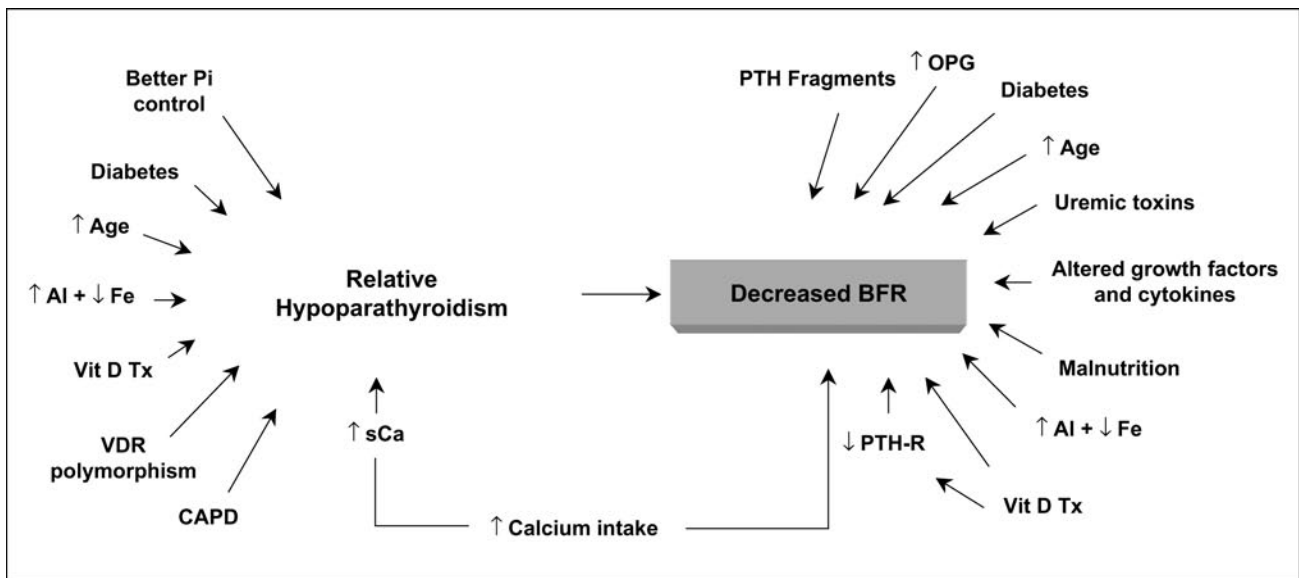 Better Pi
control
Diabetes
↑ Age
↑ Al + ↓ Fe
Vit D Tx
VDR
polymorphism
CAPD
↑ sCa
Relative
Hypoparathyroidism
↑ Calcium intake
Decreased BFR
PTH Fragments
↑ OPG
Diabetes
↑ Age
Uremic toxins
Altered growth factors
and cytokines
Malnutrition
↑ Al + ↓ Fe
Vit D Tx
↓ PTH-R